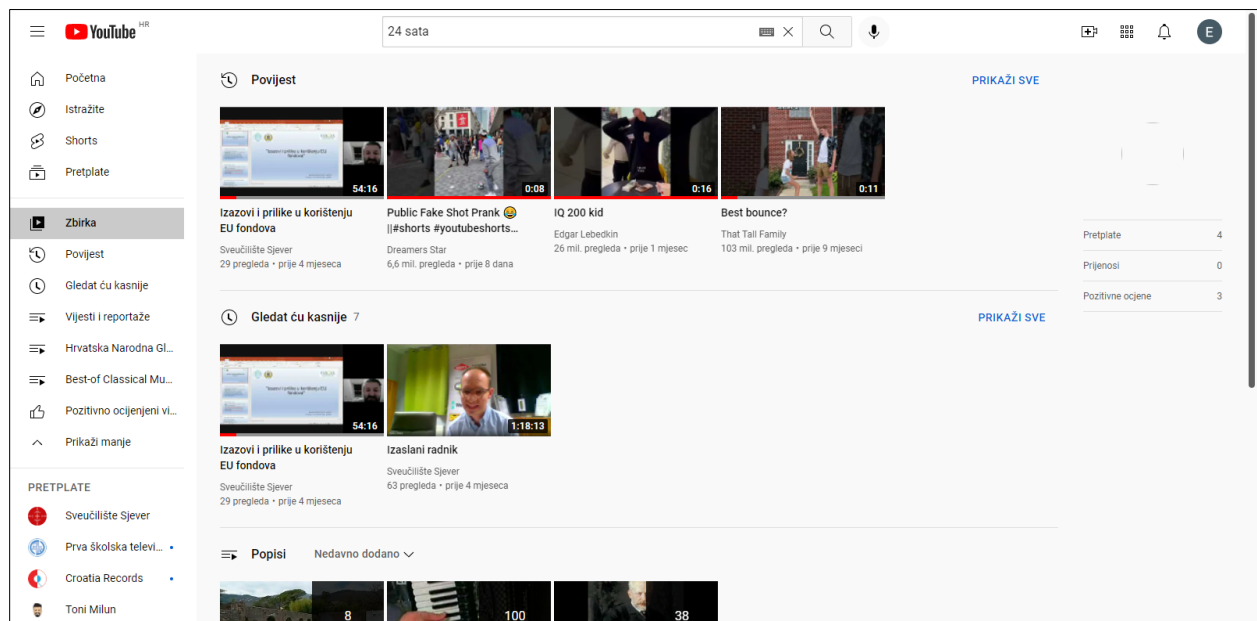 YouTube HR
24 sata
E
Početna
Istražite
Shorts
Pretplate
Zbirka
Povijest
Gledat ću kasnije
Vijesti i reportaže
Hrvatska Narodna Gl...
Best-of Classical Mu...
Pozitivno ocijenjeni vi...
Prikaži manje
PRETPLATE
Sveučilište Sjever
Prva školska televi...
Croatia Records
Toni Milun
Povijest
PRIKAŽI SVE
54:16
Izazovi i prilike u korištenju
EU fondova
Sveučilište Sjever
29 pregleda • prije 4 mjeseca
0:08
Public Fake Shot Prank 😂
||#shorts #youtubeshorts...
Dreamers Star
6,6 mil. pregleda • prije 8 dana
0:16
IQ 200 kid
Edgar Lebedkin
26 mil. pregleda • prije 1 mjesec
0:11
Best bounce?
That Tall Family
103 mil. pregleda • prije 9 mjeseci
Gledat ću kasnije 7
PRIKAŽI SVE
54:16
Izazovi i prilike u korištenju
EU fondova
Sveučilište Sjever
29 pregleda • prije 4 mjeseca
1:18:13
Izaslani radnik
Sveučilište Sjever
63 pregleda • prije 4 mjeseca
Popisi Nedavno dodano
8
100
38
Pretplate 4
Prijenosi 0
Pozitivne ocjene 3